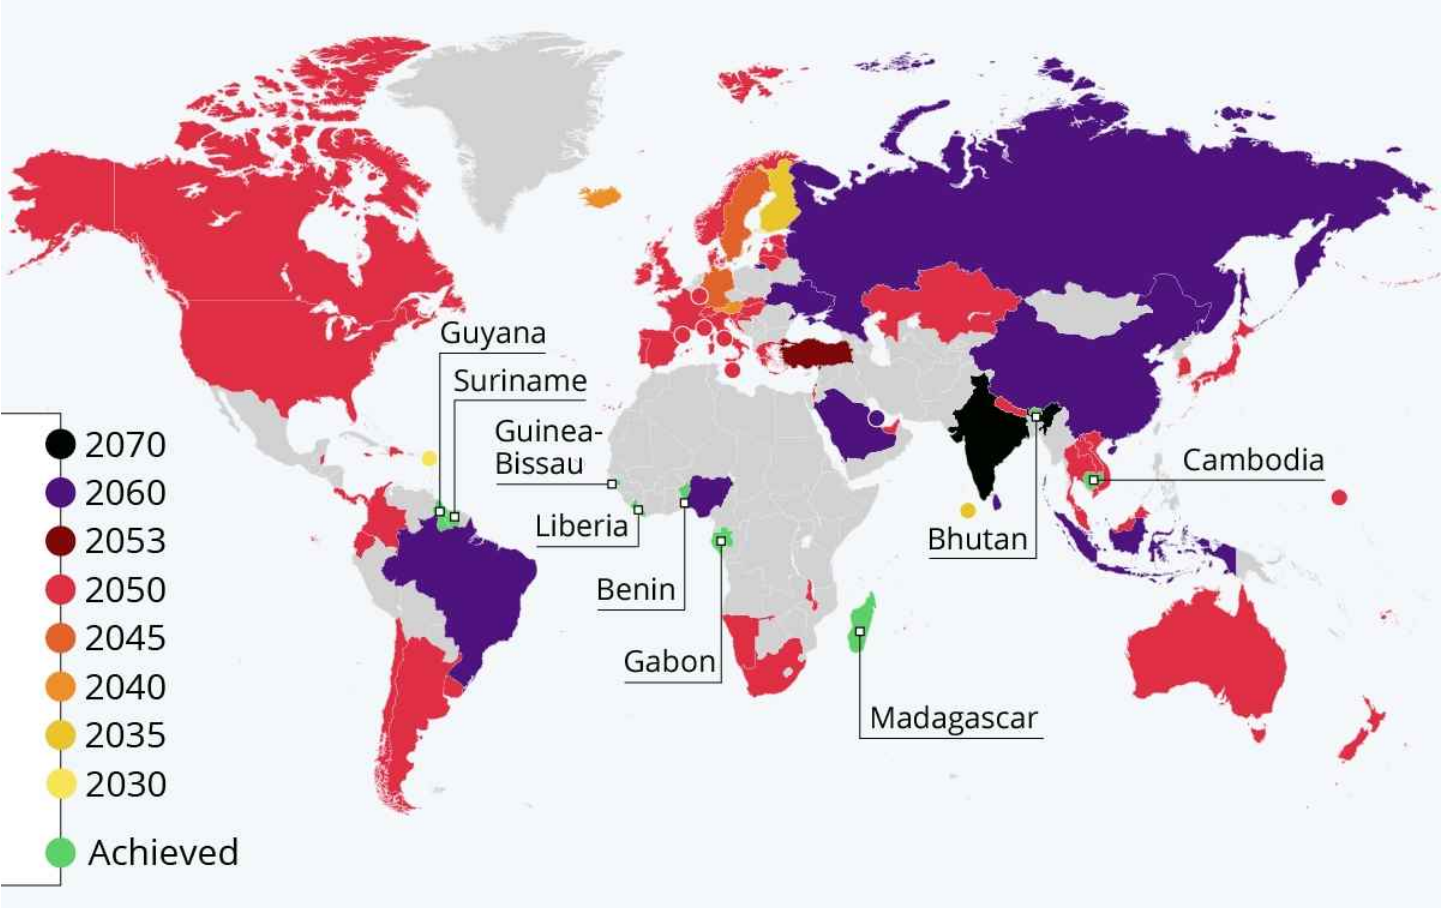 Guyana
Suriname
Guinea-
Bissau
Liberia
Benin
Gabon
Madagascar
Bhutan
Cambodia
2070
2060
2053
2050
2045
2040
2035
2030
Achieved